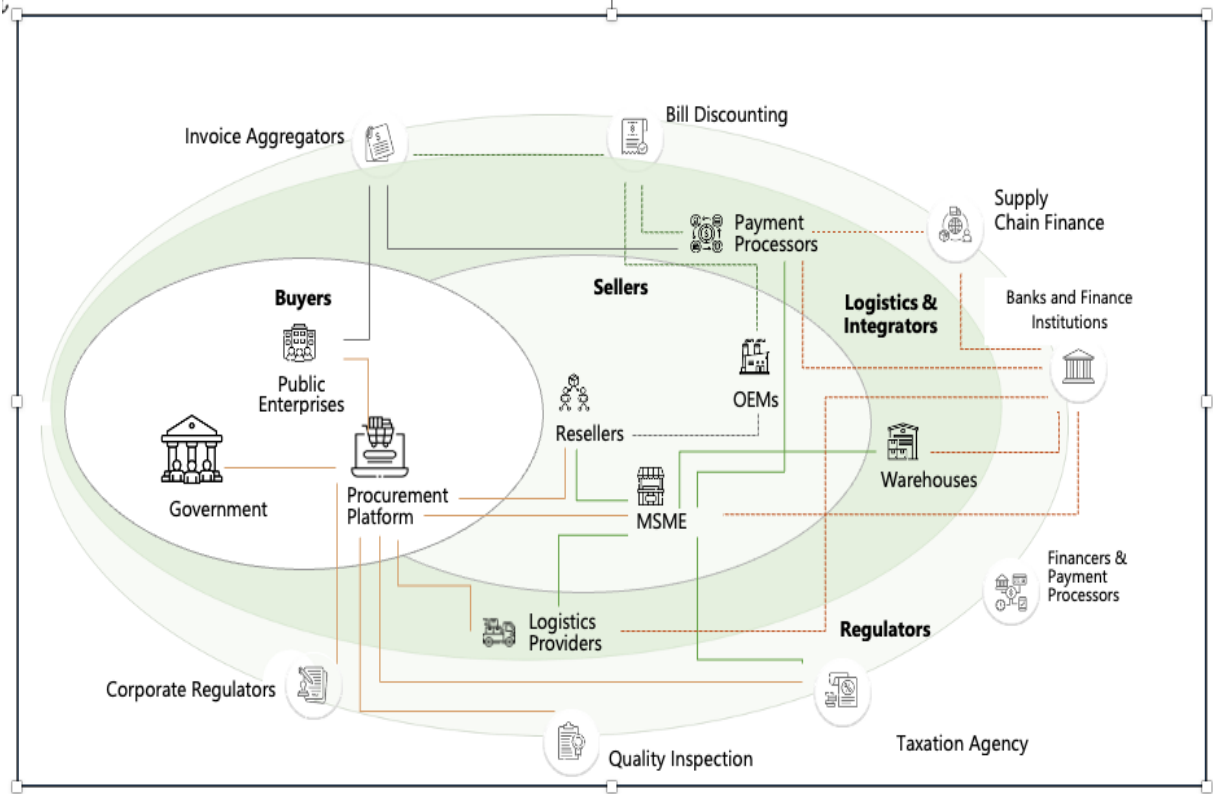 Bill Discounting
Invoice Aggregators
Supply
Chain Finance
Payment
Processors
Sellers
Buyers
Banks and Finance
Institutions
Logistics &
Integrators
Public
Enterprises
OEMs
Resellers
Warehouses
Procurement
Platform
Government
MSME
Financers &
Payment
Processors
Logistics
Providers
Regulators
Corporate Regulators
Taxation Agency
Quality Inspection